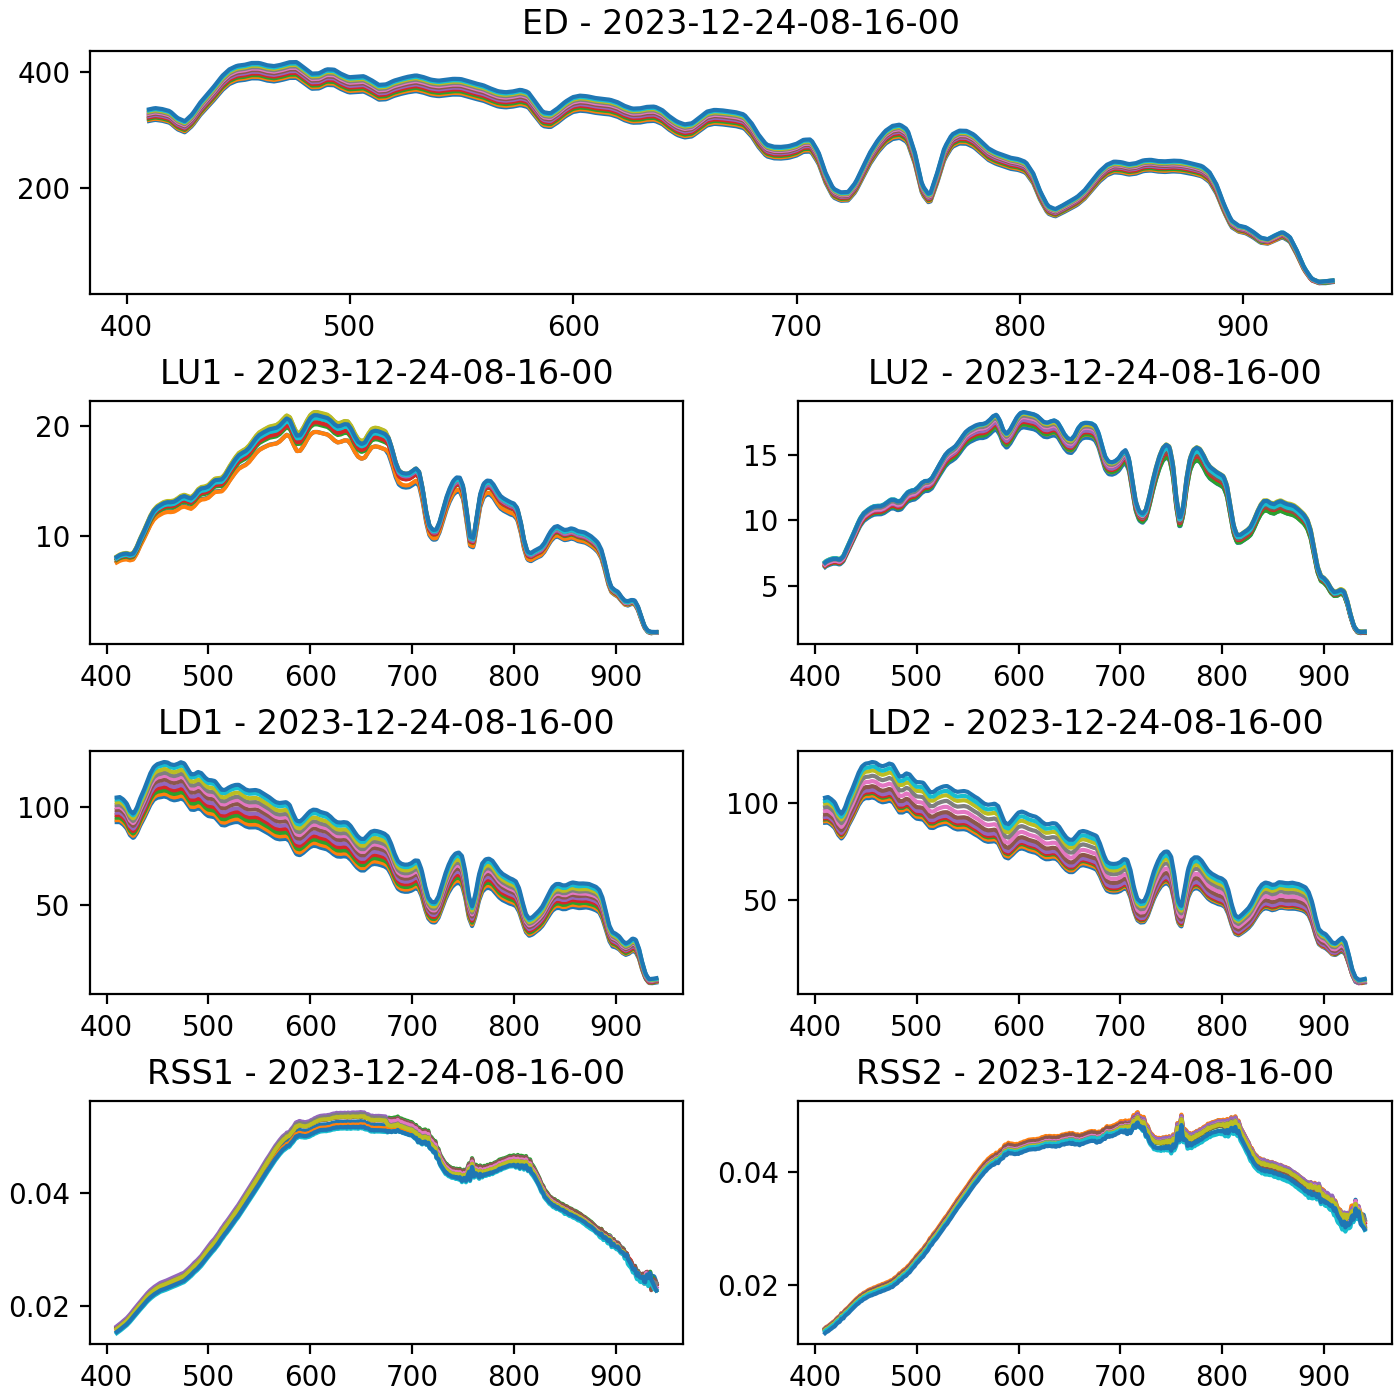 ED - 2023-12-24-08-16-00
400
200
400 500 600 700 800 900
LU1 - 2023-12-24-08-16-00
20
10
400 500 600 700 800 900
LU2 - 2023-12-24-08-16-00
15
10
5
400 500 600 700 800 900
LD1 - 2023-12-24-08-16-00
100
50
400 500 600 700 800 900
LD2 - 2023-12-24-08-16-00
100
50
400 500 600 700 800 900
RSS1 - 2023-12-24-08-16-00
0.04
0.02
400 500 600 700 800 900
RSS2 - 2023-12-24-08-16-00
0.04
0.02
400 500 600 700 800 900